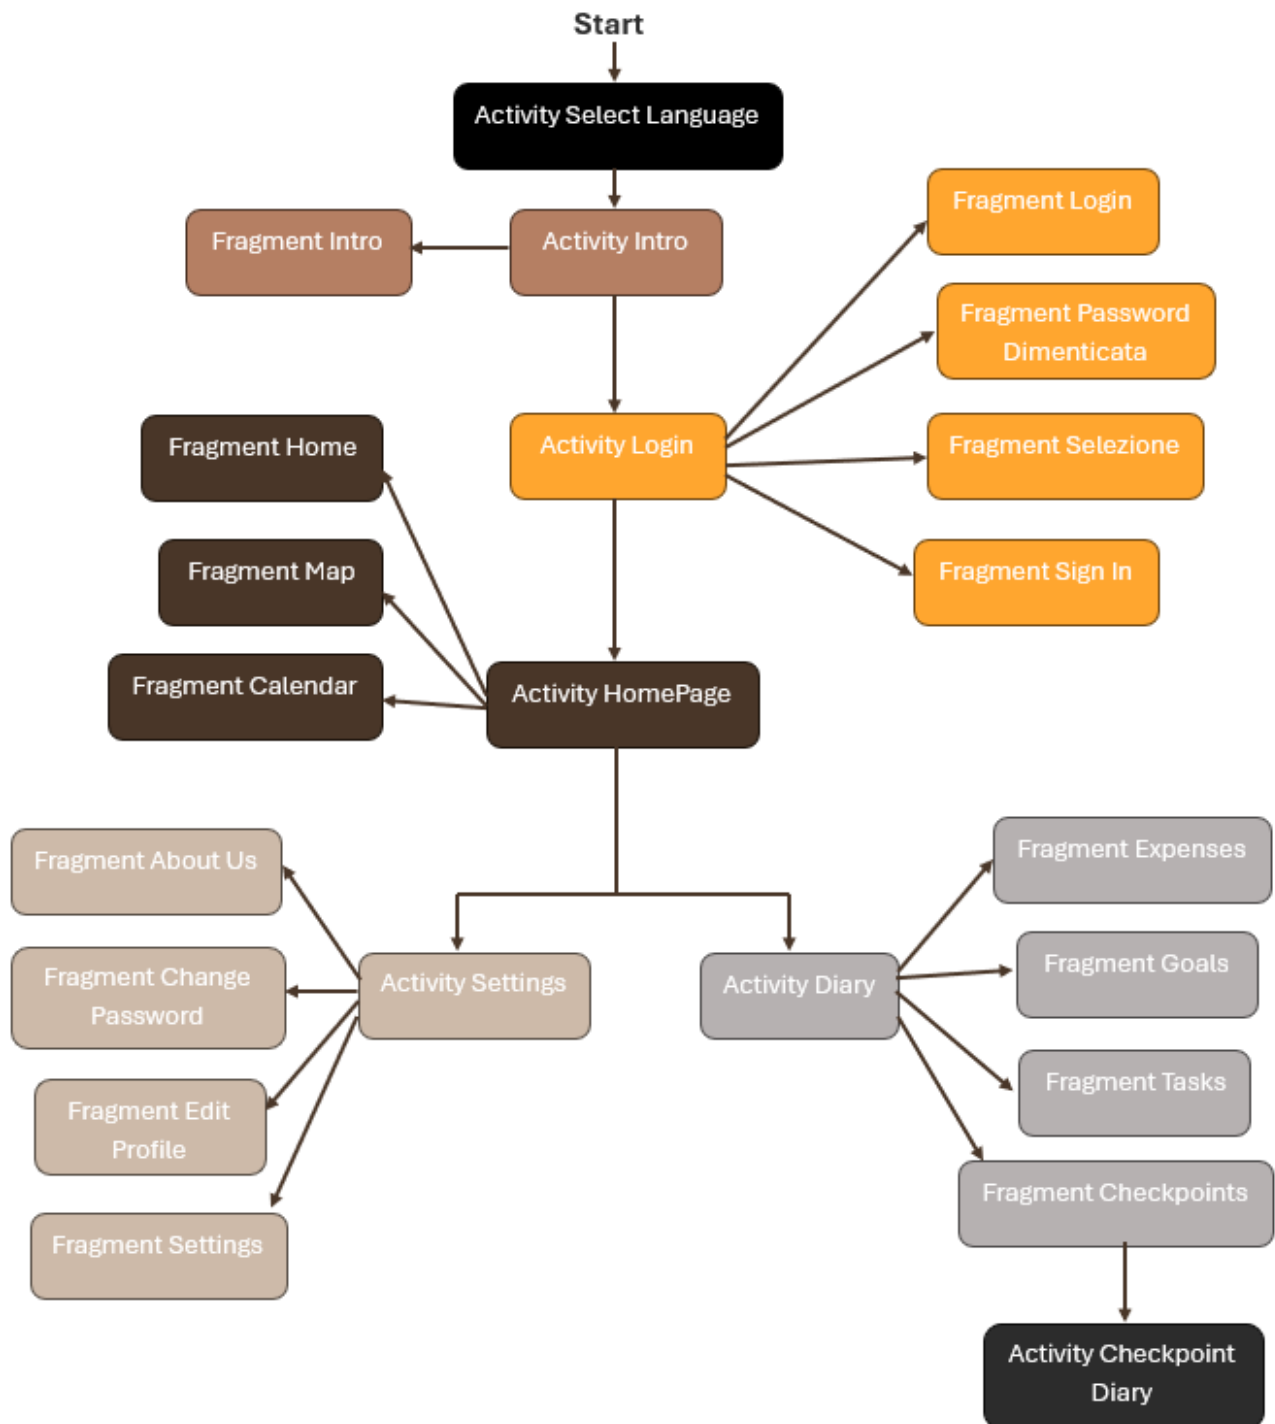 Start
Activity Select Language
Fragment Intro
Activity Intro
Fragment Login
Fragment Password
Dimenticata
Fragment Home
Activity Login
Fragment Selezione
Fragment Map
Fragment Sign In
Fragment Calendar
Activity HomePage
Fragment About Us
Fragment Expenses
Fragment Change
Password
Activity Settings
Activity Diary
Fragment Goals
Fragment Edit
Profile
Fragment Tasks
Fragment Settings
Fragment Checkpoints
Activity Checkpoint
Diary